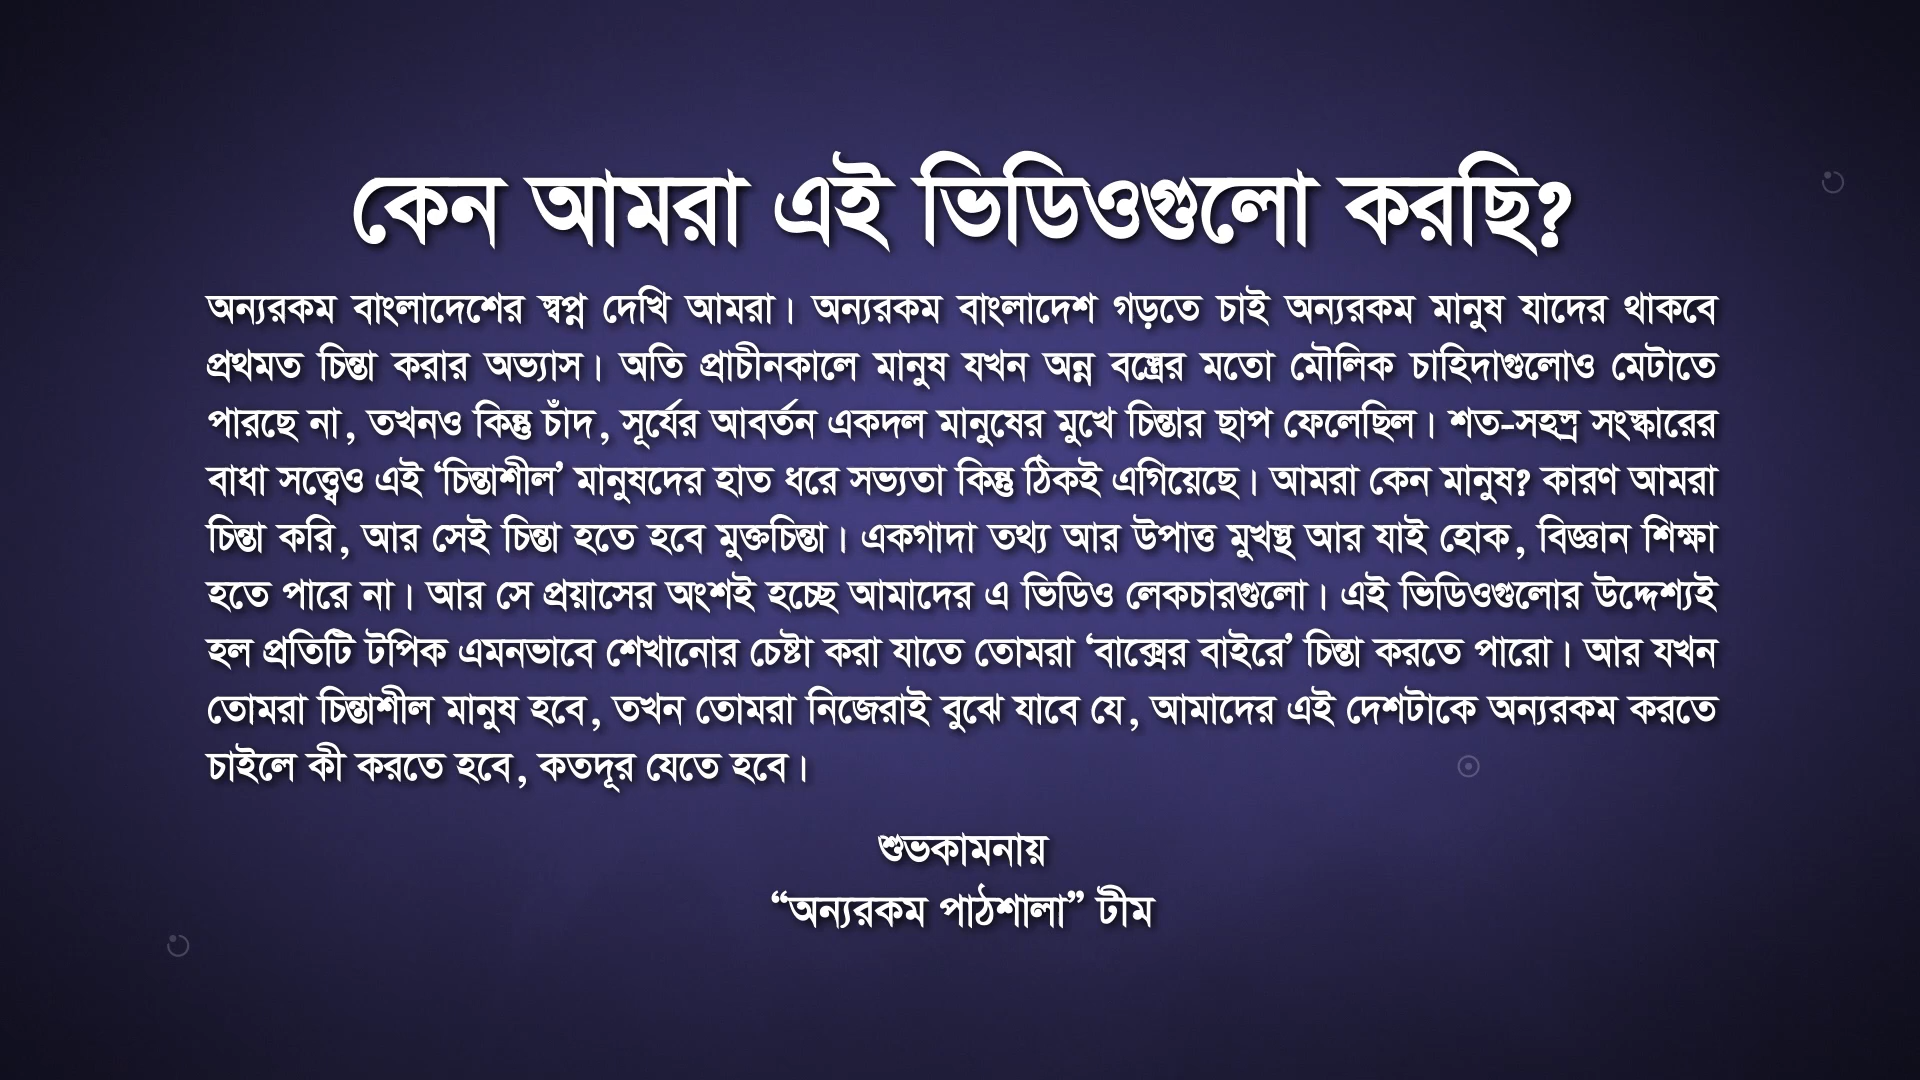 কেন আমরা এই ভিডিওগুলো করছি?
অন্যরকম বাংলাদেশের স্বপ্ন দেখি আমরা। অন্যরকম বাংলাদেশ গড়তে চাই অন্যরকম মানুষ যাদের থাকবে
প্রথমত চিন্তা করার অভ্যাস। অতি প্রাচীনকালে মানুষ যখন অন্ন বস্ত্রের মতো মৌলিক চাহিদাগুলোও মেটাতে
পারছে না, তখনও কিন্তু চাঁদ, সূর্যের আবর্তন একদল মানুষের মুখে চিন্তার ছাপ ফেলেছিল। শত-সহস্র সংস্কারের
বাধা সত্ত্বেও এই ‘চিন্তাশীল’ মানুষদের হাত ধরে সভ্যতা কিন্তু ঠিকই এগিয়েছে। আমরা কেন মানুষ? কারণ আমরা
চিন্তা করি, আর সেই চিন্তা হতে হবে মুক্তচিন্তা। একগাদা তথ্য আর উপাত্ত মুখস্থ আর যাই হোক, বিজ্ঞান শিক্ষা
হতে পারে না। আর সে প্রয়াসের অংশই হচ্ছে আমাদের এ ভিডিও লেকচারগুলো। এই ভিডিওগুলোর উদ্দেশ্যই
হল প্রতিটি টপিক এমনভাবে শেখানোর চেষ্টা করা যাতে তোমরা ‘বাক্সের বাইরে’ চিন্তা করতে পারো। আর যখন
তোমরা চিন্তাশীল মানুষ হবে, তখন তোমরা নিজেরাই বুঝে যাবে যে, আমাদের এই দেশটাকে অন্যরকম করতে
চাইলে কী করতে হবে, কতদূর যেতে হবে।
শুভকামনায়
“অন্যরকম পাঠশালা” টীম